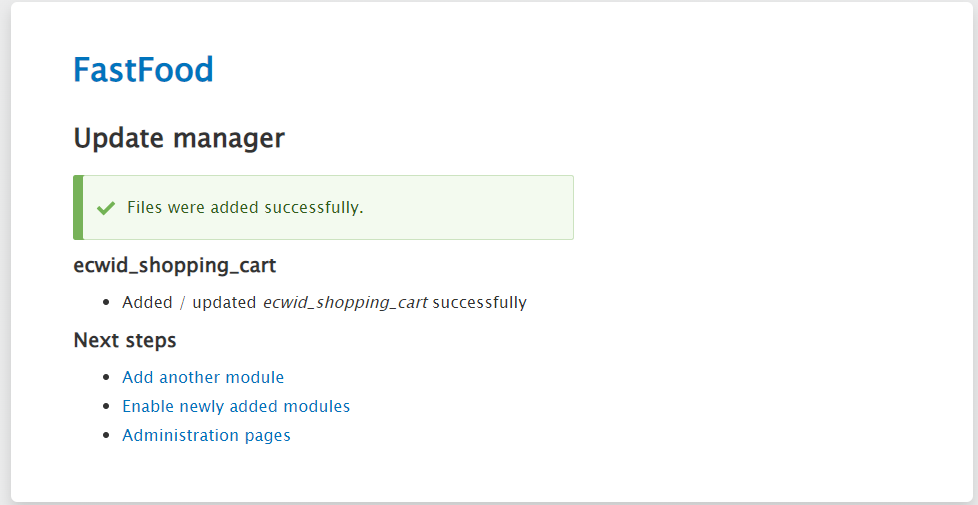 FastFood
Update manager
Files were added successfully.
ecwid_shopping_cart
Added / updated ecwid_shopping_cart successfully
Next steps
Add another module
Enable newly added modules
Administration pages